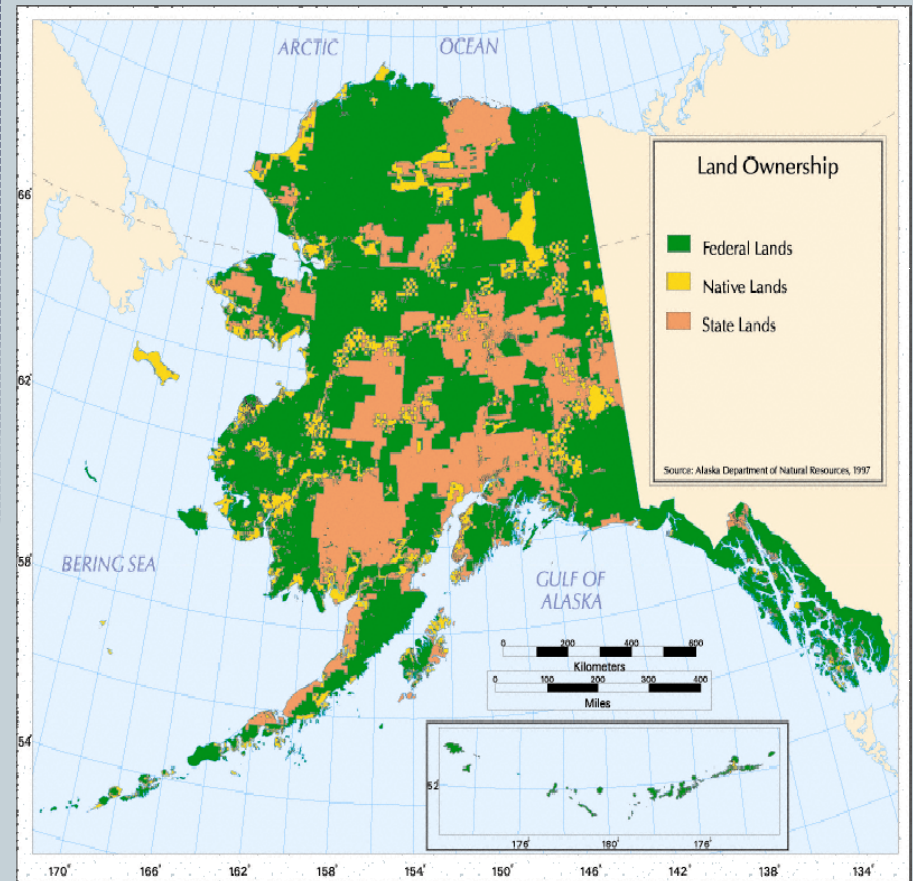 ARCTIC OCEAN
Land Ownership
66°
Federal Lands
Native Lands
State Lands
62°
Source: Alaska Department of Natural Resources, 1997
58°
BERING SEA
GULF OF
ALASKA
0 200 400 600
Kilometers
0 100 200 300 400
Miles
54°
52
176 180 176
170° 166° 162° 158° 154° 150° 146° 142° 138° 134°